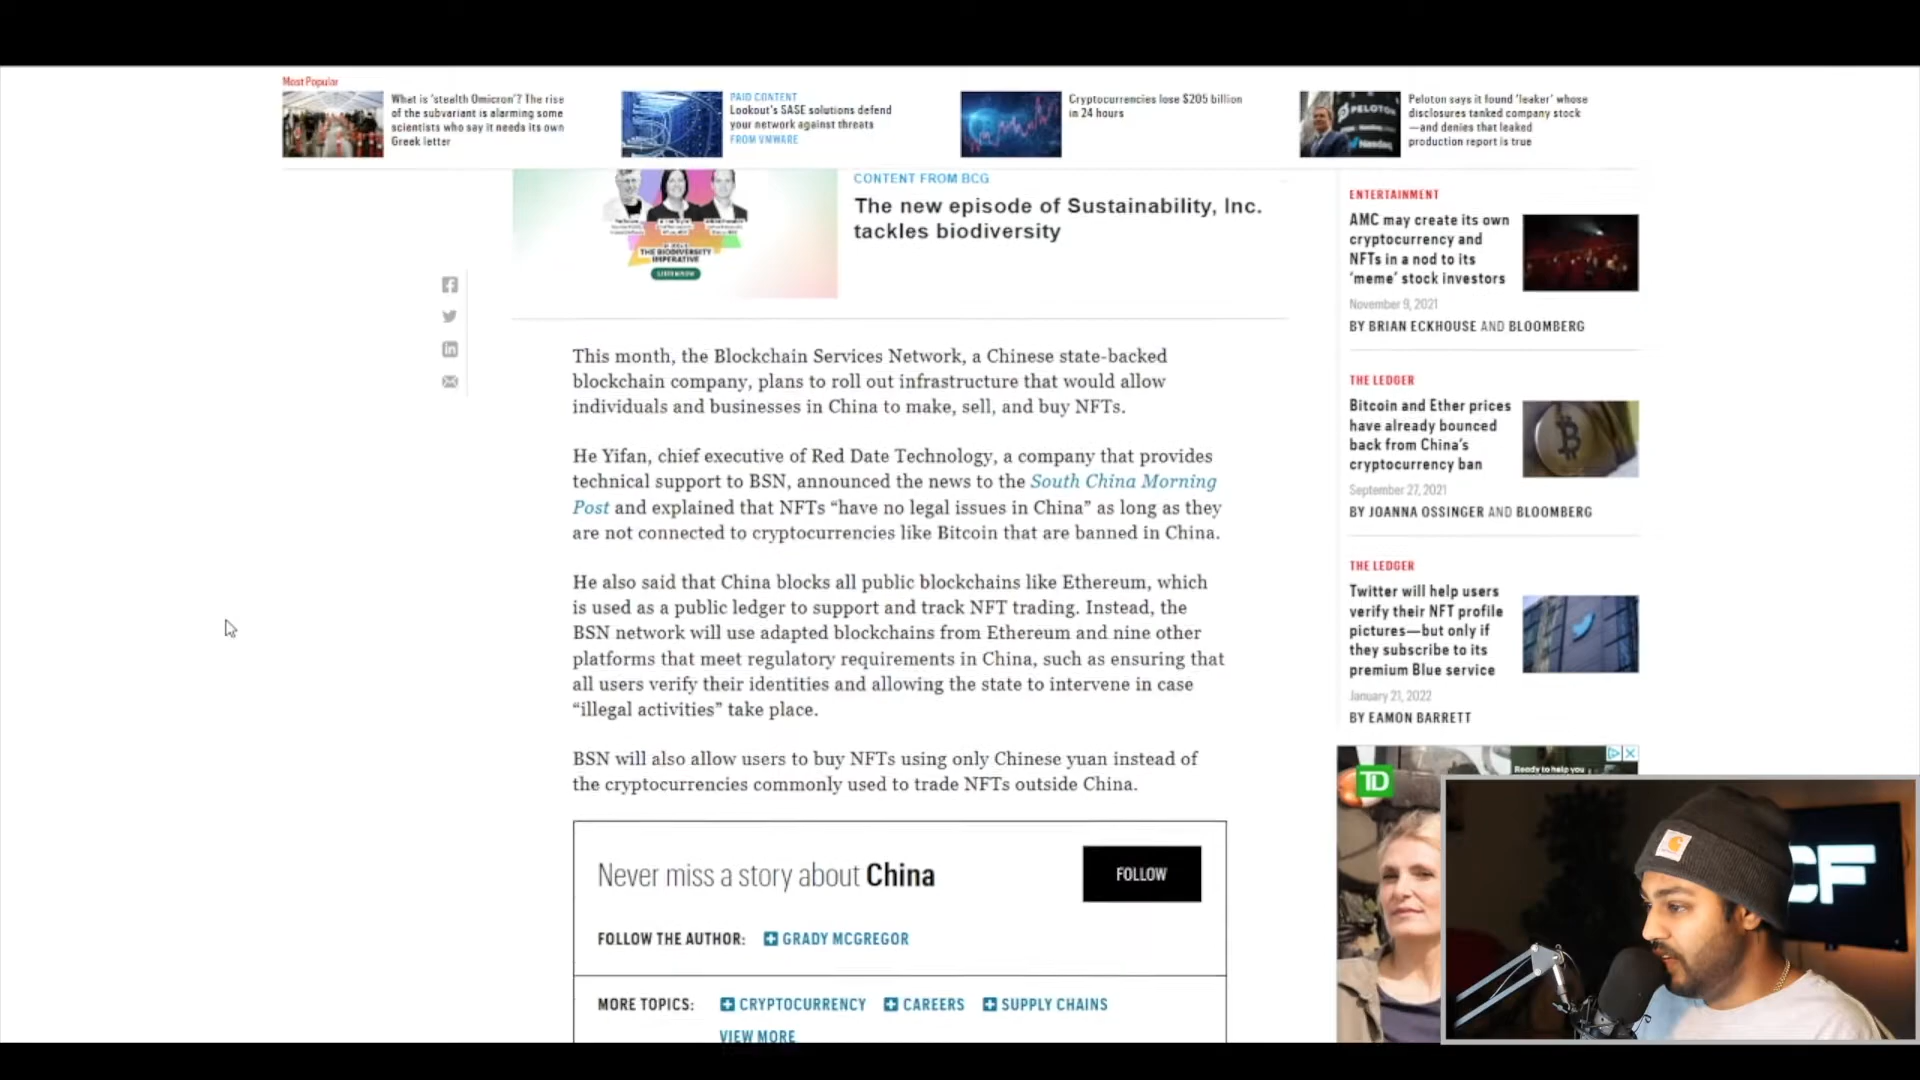 Most Popular
What is 'stealth Omicron'? The rise
of the subvariant is alarming some
scientists who say it needs its own
Greek letter
PAID CONTENT
Lookout's SASE solutions defend
your network against threats
FROM VMWARE
Cryptocurrencies lose $205 billion
in 24 hours
PELOTON
Peloton says it found 'leaker' whose
disclosures tanked company stock
—and denies that leaked
production report is true
CONTENT FROM BCG
The new episode of Sustainability, Inc.
tackles biodiversity
THE BIODIVERSITY
IMPERATIVE
LISTEN NOW
This month, the Blockchain Services Network, a Chinese state-backed
blockchain company, plans to roll out infrastructure that would allow
individuals and businesses in China to make, sell, and buy NFTs.
He Yifan, chief executive of Red Date Technology, a company that provides
technical support to BSN, announced the news to the South China Morning
Post and explained that NFTs “have no legal issues in China” as long as they
are not connected to cryptocurrencies like Bitcoin that are banned in China.
He also said that China blocks all public blockchains like Ethereum, which
is used as a public ledger to support and track NFT trading. Instead, the
BSN network will use adapted blockchains from Ethereum and nine other
platforms that meet regulatory requirements in China, such as ensuring that
all users verify their identities and allowing the state to intervene in case
“illegal activities” take place.
BSN will also allow users to buy NFTs using only Chinese yuan instead of
the cryptocurrencies commonly used to trade NFTs outside China.
Never miss a story about China
FOLLOW
FOLLOW THE AUTHOR: GRADY MCGREGOR
MORE TOPICS: CRYPTOCURRENCY CAREERS SUPPLY CHAINS
VIEW MORE
ENTERTAINMENT
AMC may create its own
cryptocurrency and
NFTs in a nod to its
'meme' stock investors
November 9, 2021
BY BRIAN ECKHOUSE AND BLOOMBERG
THE LEDGER
Bitcoin and Ether prices
have already bounced
back from China's
cryptocurrency ban
September 27, 2021
BY JOANNA OSSINGER AND BLOOMBERG
THE LEDGER
Twitter will help users
verify their NFT profile
pictures—but only if
they subscribe to its
premium Blue service
January 21, 2022
BY EAMON BARRETT
TD
Ready to help you
CF